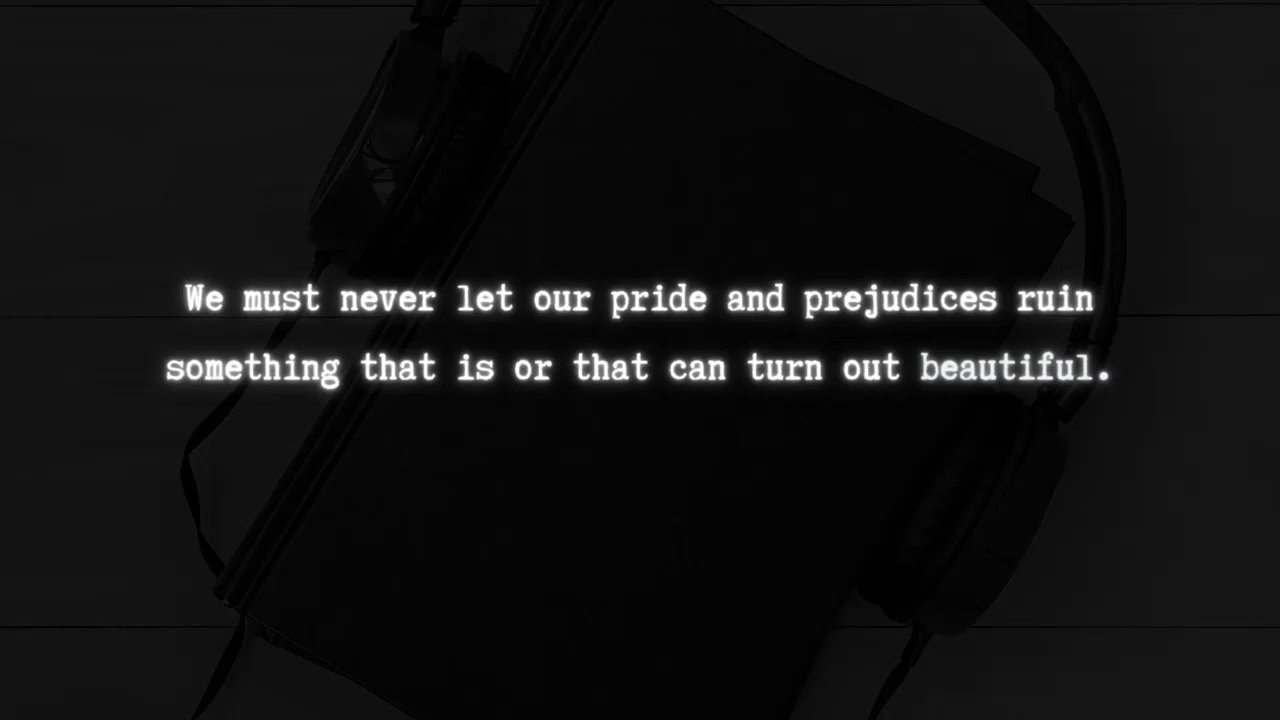 We must never let our pride and prejudices ruin
something that is or that can turn out beautiful.